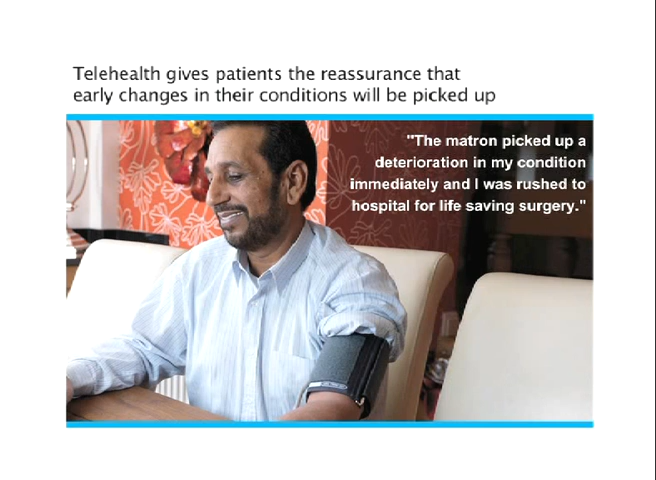 Telehealth gives patients the reassurance that
early changes in their conditions will be picked up
"The matron picked up a
deterioration in my condition
immediately and I was rushed to
hospital for life saving surgery."